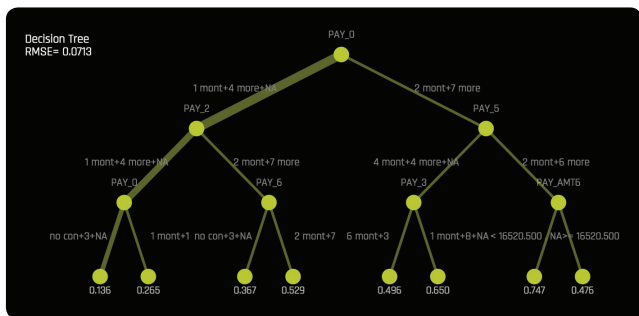 Decision Tree
RMSE= 0.0713
PAY_0
1 mont+4 more+NA
2 mont+7 more
PAY_2
PAY_5
1 mont+4 more+NA
2 mont+7 more
4 mont+4 more+NA
2 mont+6 more
PAY_0
PAY_6
PAY_3
PAY_AMT6
no con+3+NA
1 mont+1
no con+3+NA
2 mont+7
6 mont+3
1 mont+8+NA
< 16520.500
NA>= 16520.500
0.136
0.265
0.367
0.529
0.496
0.650
0.747
0.476